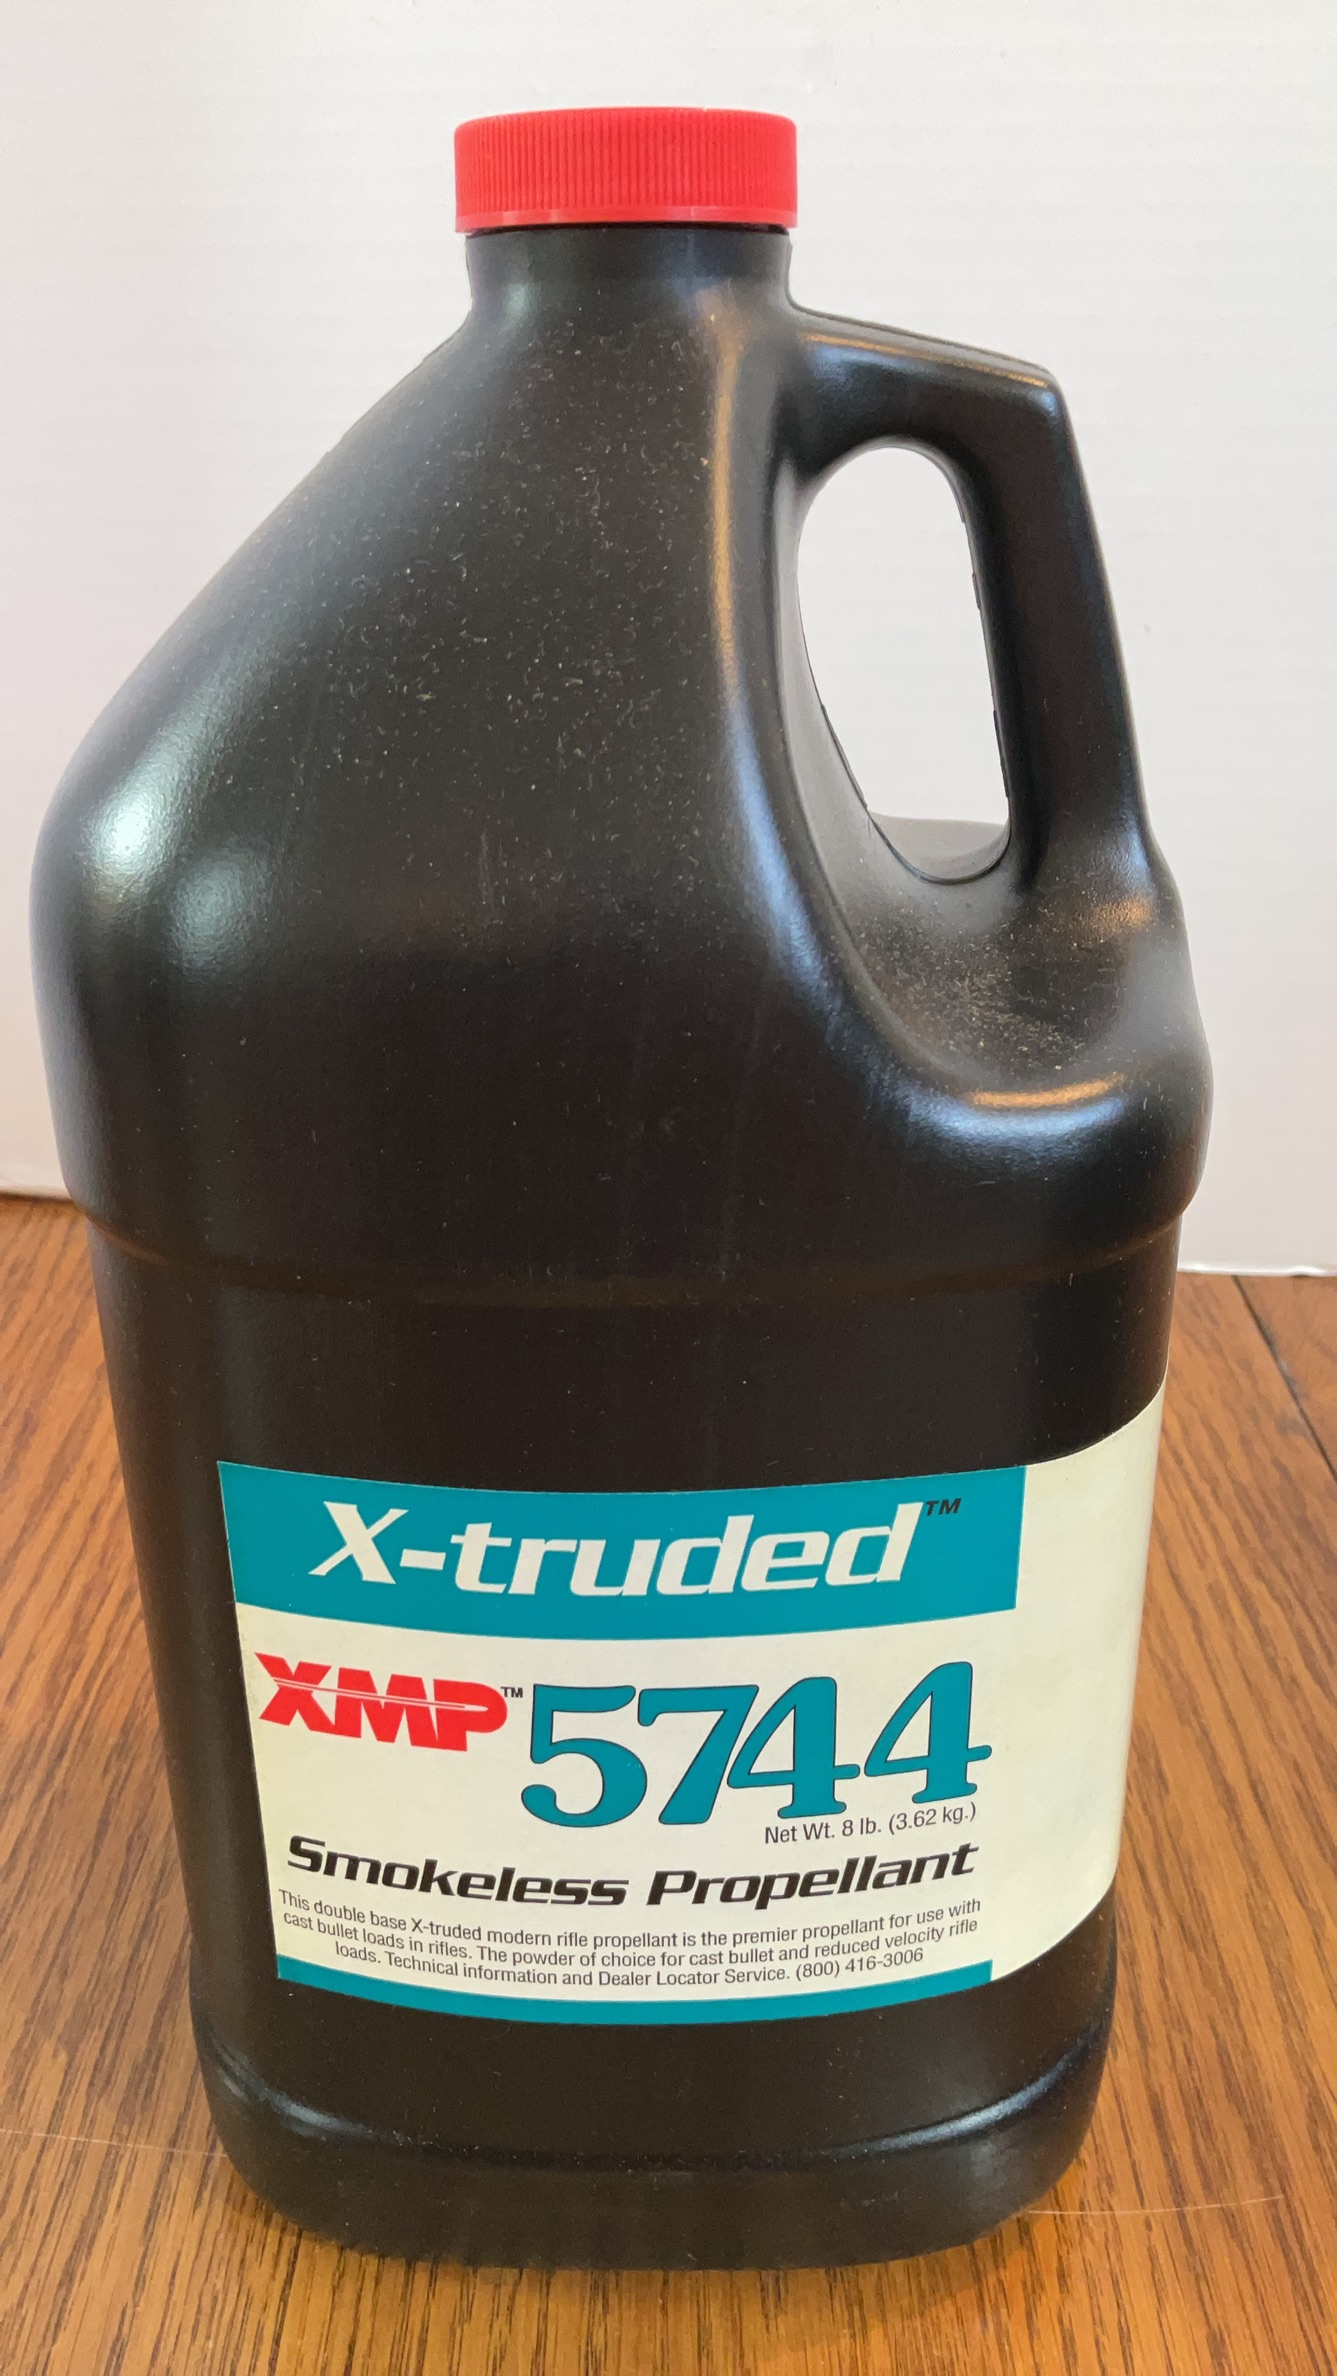 X-truded™
XMP™ 5744
Net Wt. 8 lb. (3.62 kg.)
Smokeless Propellant
This double base X-truded modern rifle propellant is the premier propellant for use with
cast bullet loads in rifles. The powder of choice for cast bullet and reduced velocity rifle
loads. Technical information and Dealer Locator Service. (800) 416-3006